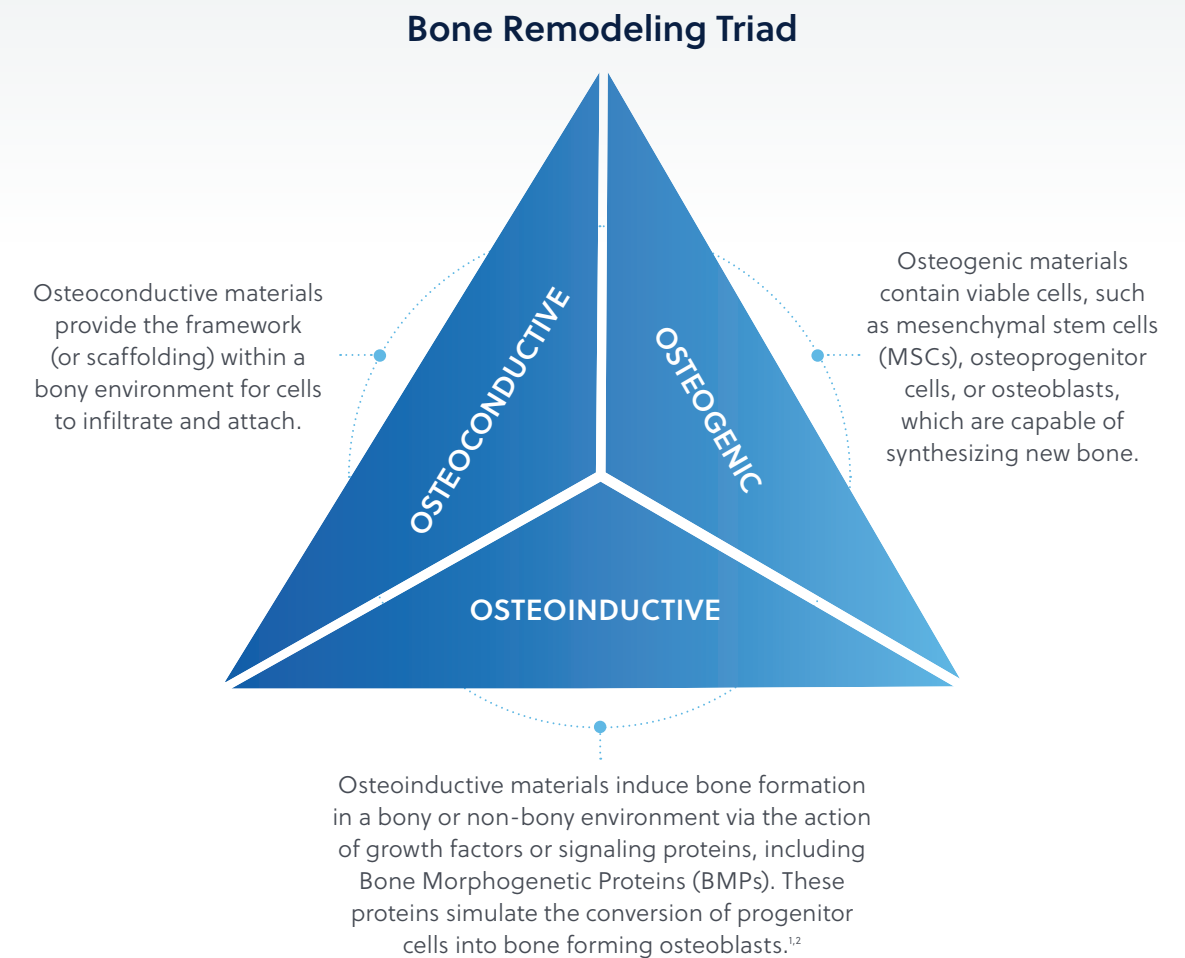 Bone Remodeling Triad
Osteoconductive materials
provide the framework
(or scaffolding) within a
bony environment for cells
to infiltrate and attach.
OSTEOCONDUCTIVE
OSTEOGENIC
Osteogenic materials
contain viable cells, such
as mesenchymal stem cells
(MSCs), osteoprogenitor
cells, or osteoblasts,
which are capable of
synthesizing new bone.
OSTEOINDUCTIVE
Osteoinductive materials induce bone formation
in a bony or non-bony environment via the action
of growth factors or signaling proteins, including
Bone Morphogenetic Proteins (BMPs). These
proteins simulate the conversion of progenitor
cells into bone forming osteoblasts.1,2